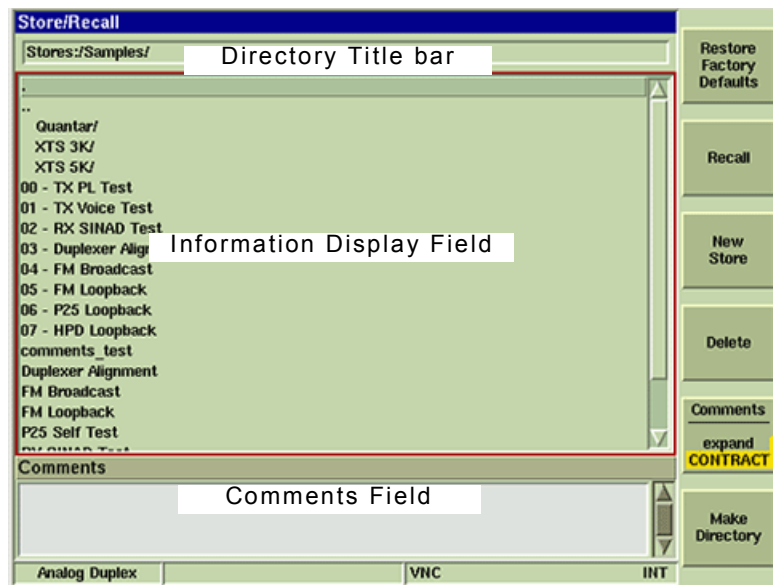 Store/Recall
Stores:/Samples/
Directory Title bar
.
..
Quantar/
XTS 3K/
XTS 5K/
00 - TX PL Test
01 - TX Voice Test
02 - RX SINAD Test
Information Display Field
03 - Duplexer Align
04 - FM Broadcast
05 - FM Loopback
06 - P25 Loopback
07 - HPD Loopback
comments_test
Duplexer Alignment
FM Broadcast
FM Loopback
P25 Self Test
RX SINAD Test
Comments
Comments Field
Analog Duplex
VNC
INT
Restore
Factory
Defaults
Recall
New
Store
Delete
Comments
expand
CONTRACT
Make
Directory